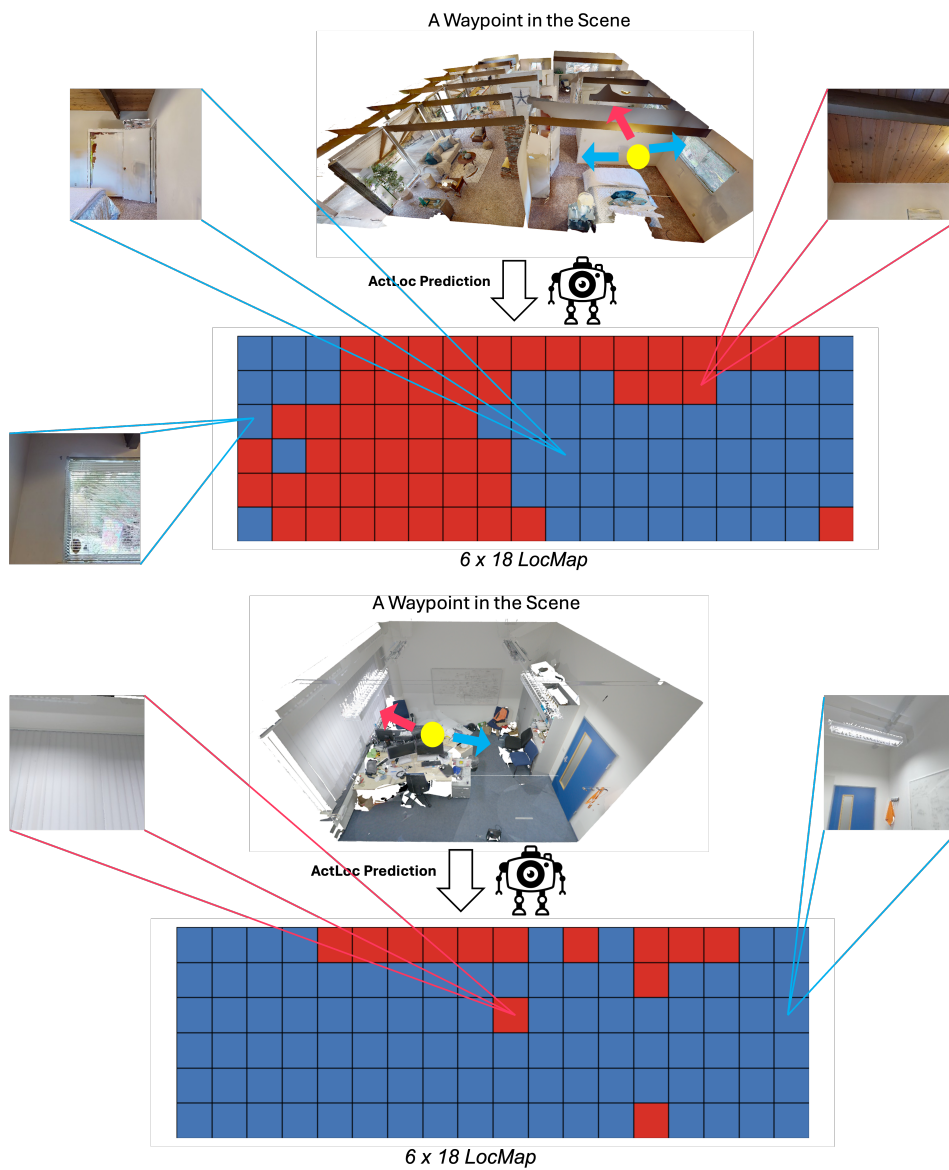 A Waypoint in the Scene
ActLoc Prediction
6 x 18 LocMap
A Waypoint in the Scene
ActLoc Prediction
6 x 18 LocMap